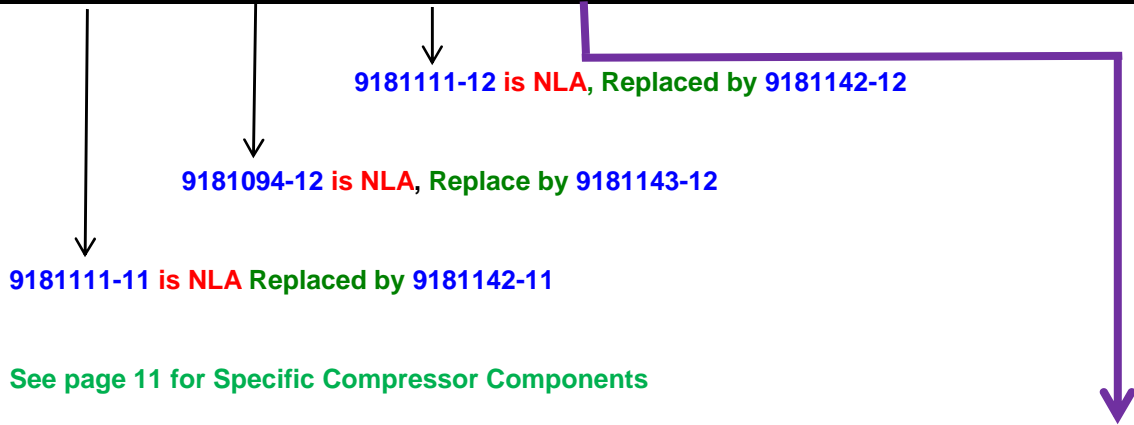 9181111-12 is NLA, Replaced by 9181142-12
9181094-12 is NLA, Replace by 9181143-12
9181111-11 is NLA Replaced by 9181142-11
See page 11 for Specific Compressor Components